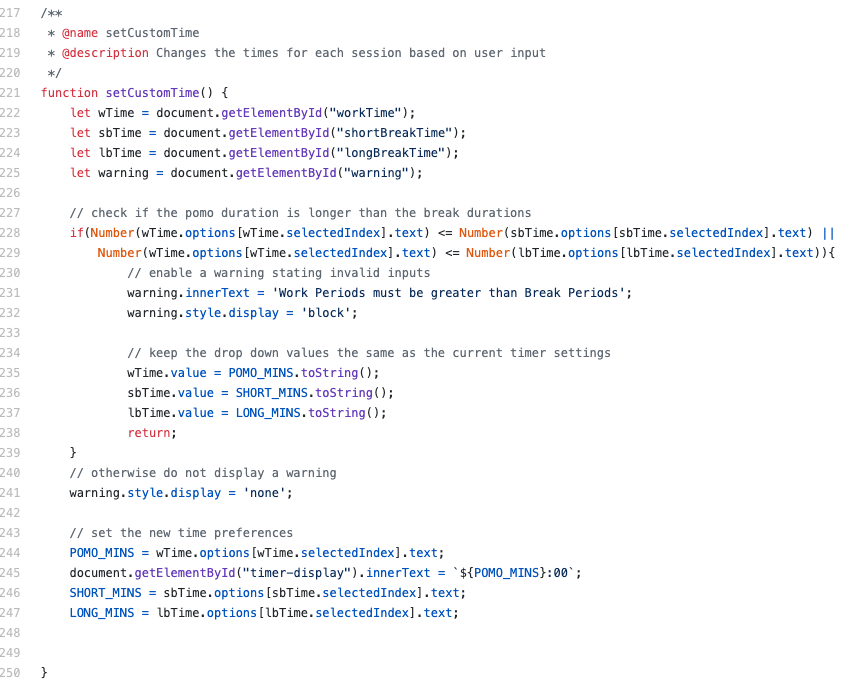 217 /**
218  * @name setCustomTime
219  * @description Changes the times for each session based on user input
220  */
221 function setCustomTime() {
222     let wTime = document.getElementById("workTime");
223     let sbTime = document.getElementById("shortBreakTime");
224     let lbTime = document.getElementById("longBreakTime");
225     let warning = document.getElementById("warning");
226
227     // check if the pomo duration is longer than the break durations
228     if(Number(wTime.options[wTime.selectedIndex].text) <= Number(sbTime.options[sbTime.selectedIndex].text) ||
229         Number(wTime.options[wTime.selectedIndex].text) <= Number(lbTime.options[lbTime.selectedIndex].text)){
230             // enable a warning stating invalid inputs
231             warning.innerText = 'Work Periods must be greater than Break Periods';
232             warning.style.display = 'block';
233
234             // keep the drop down values the same as the current timer settings
235             wTime.value = POMO_MINS.toString();
236             sbTime.value = SHORT_MINS.toString();
237             lbTime.value = LONG_MINS.toString();
238             return;
239     }
240     // otherwise do not display a warning
241     warning.style.display = 'none';
242
243     // set the new time preferences
244     POMO_MINS = wTime.options[wTime.selectedIndex].text;
245     document.getElementById("timer-display").innerText = `${POMO_MINS}:00`;
246     SHORT_MINS = sbTime.options[sbTime.selectedIndex].text;
247     LONG_MINS = lbTime.options[lbTime.selectedIndex].text;
248
249
250 }